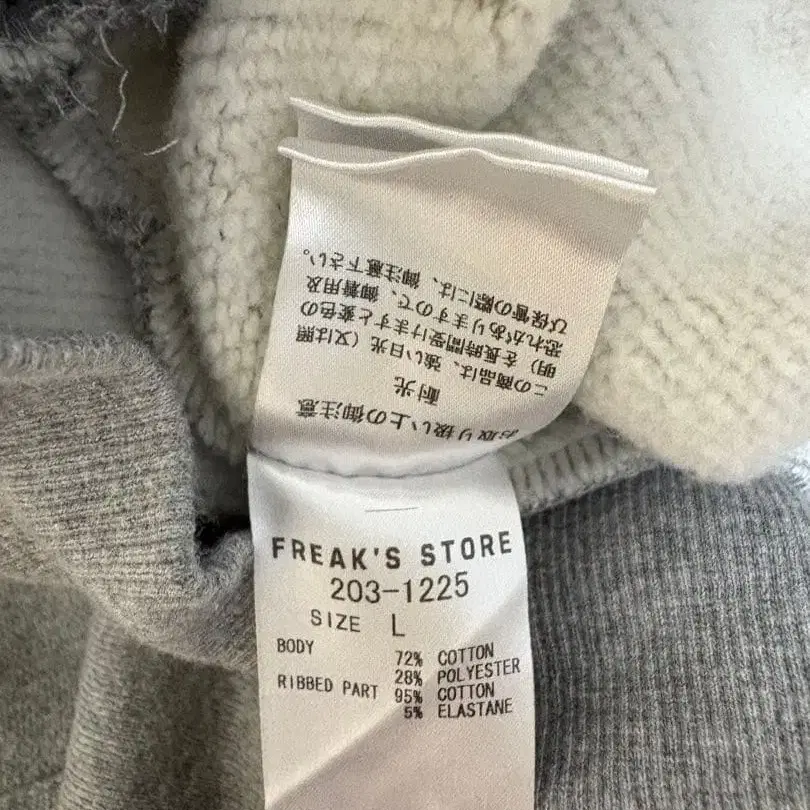 お取り扱い上の御注意
耐光
この商品は、強い日光（又は照
明）を長時間受けますと変色の
恐れがありますので、御着用及
び保管の際には、御注意下さい。
FREAK'S STORE
203-1225
SIZE L
BODY 72% COTTON
28% POLYESTER
RIBBED PART 95% COTTON
5% ELASTANE